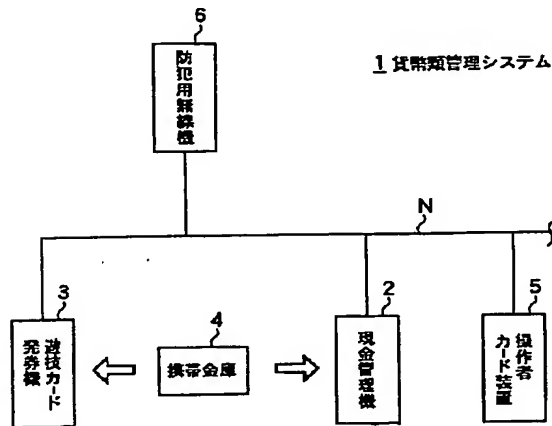 6
防犯用無線機
1 貨幣類管理システム
N
3
遊技カード
発券機
4
携帯金庫
2
現金管理機
5
操作者
カード装置